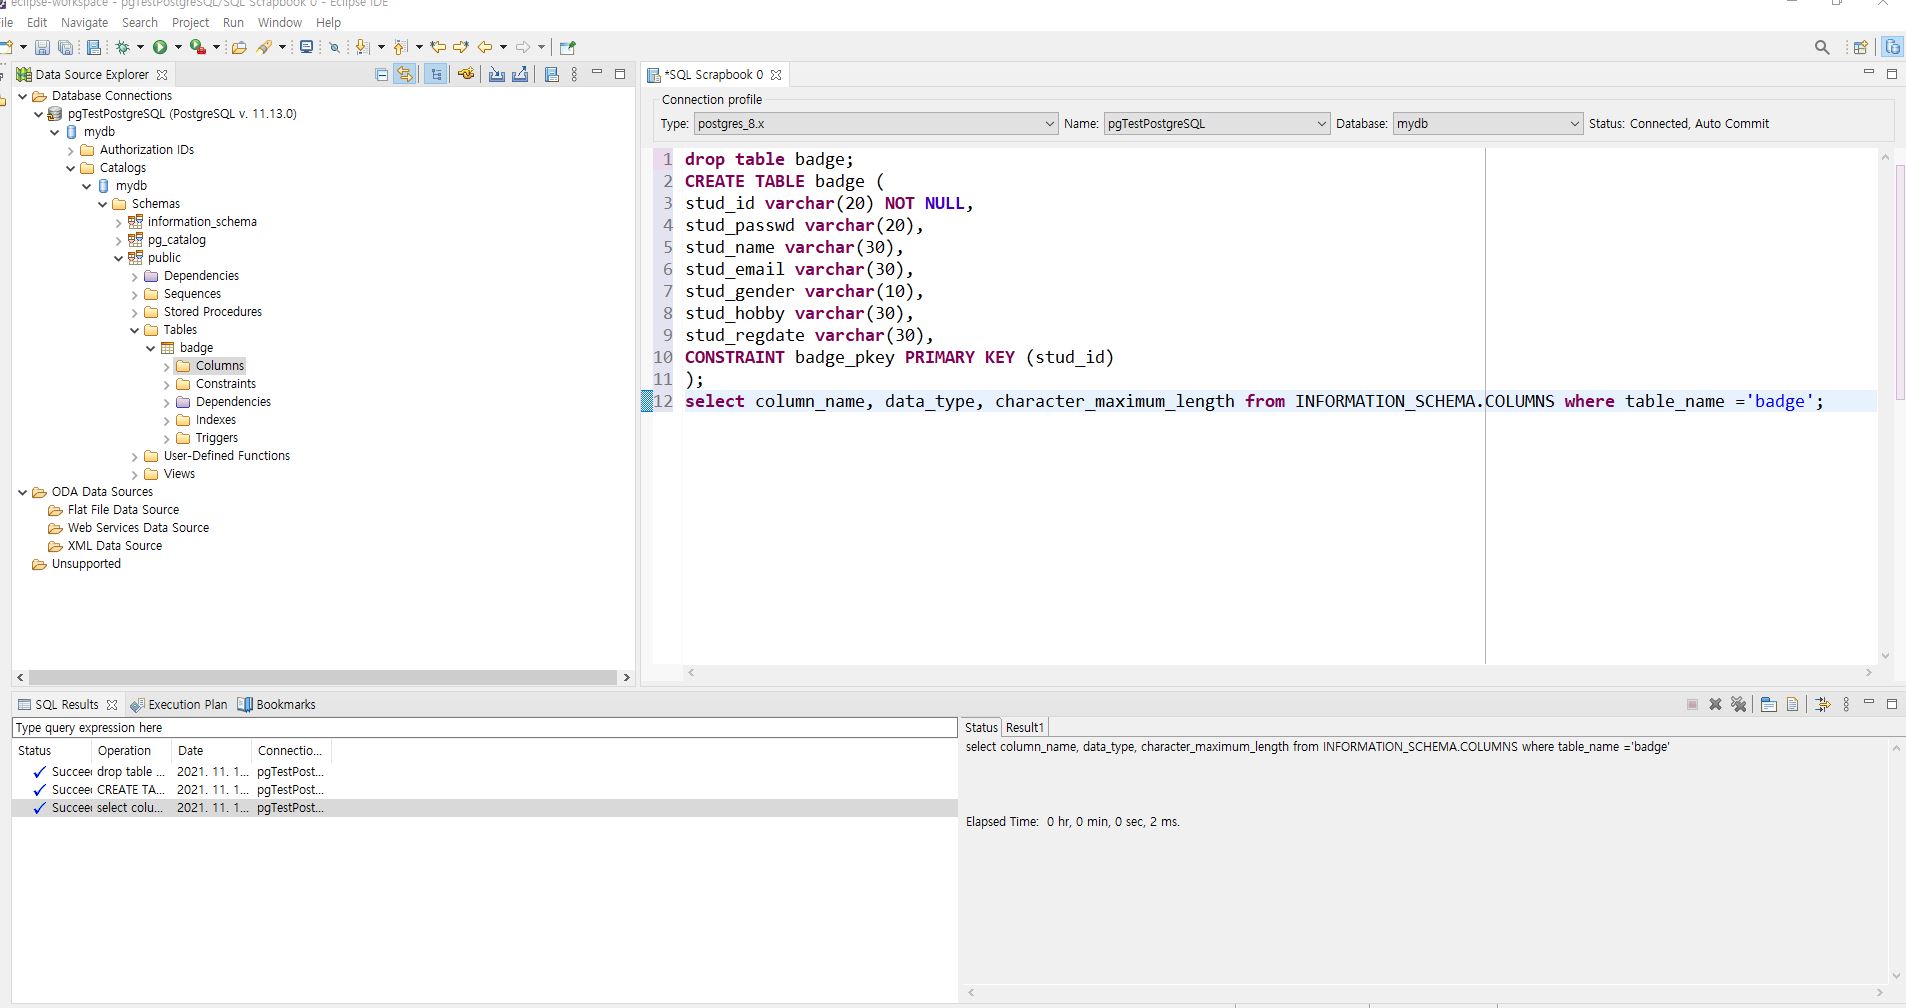 eclipse-workspace - pgTestPostgreSQL/SQL Scrapbook 0 - Eclipse IDE
File Edit Navigate Search Project Run Window Help
Data Source Explorer
Database Connections
pgTestPostgreSQL (PostgreSQL v. 11.13.0)
mydb
Authorization IDs
Catalogs
mydb
Schemas
information_schema
pg_catalog
public
Dependencies
Sequences
Stored Procedures
Tables
badge
Columns
Constraints
Dependencies
Indexes
Triggers
User-Defined Functions
Views
ODA Data Sources
Flat File Data Source
Web Services Data Source
XML Data Source
Unsupported
*SQL Scrapbook 0
Connection profile
Type: postgres_8.x Name: pgTestPostgreSQL Database: mydb Status: Connected, Auto Commit
1 drop table badge;
2 CREATE TABLE badge (
3 stud_id varchar(20) NOT NULL,
4 stud_passwd varchar(20),
5 stud_name varchar(30),
6 stud_email varchar(30),
7 stud_gender varchar(10),
8 stud_hobby varchar(30),
9 stud_regdate varchar(30),
10 CONSTRAINT badge_pkey PRIMARY KEY (stud_id)
11 );
12 select column_name, data_type, character_maximum_length from INFORMATION_SCHEMA.COLUMNS where table_name ='badge';
SQL Results Execution Plan Bookmarks
Type query expression here
Status Operation Date Connectio...
Succee drop table ... 2021. 11. 1... pgTestPost...
Succee CREATE TA... 2021. 11. 1... pgTestPost...
Succee select colu... 2021. 11. 1... pgTestPost...
Status Result1
select column_name, data_type, character_maximum_length from INFORMATION_SCHEMA.COLUMNS where table_name ='badge'
Elapsed Time: 0 hr, 0 min, 0 sec, 2 ms.